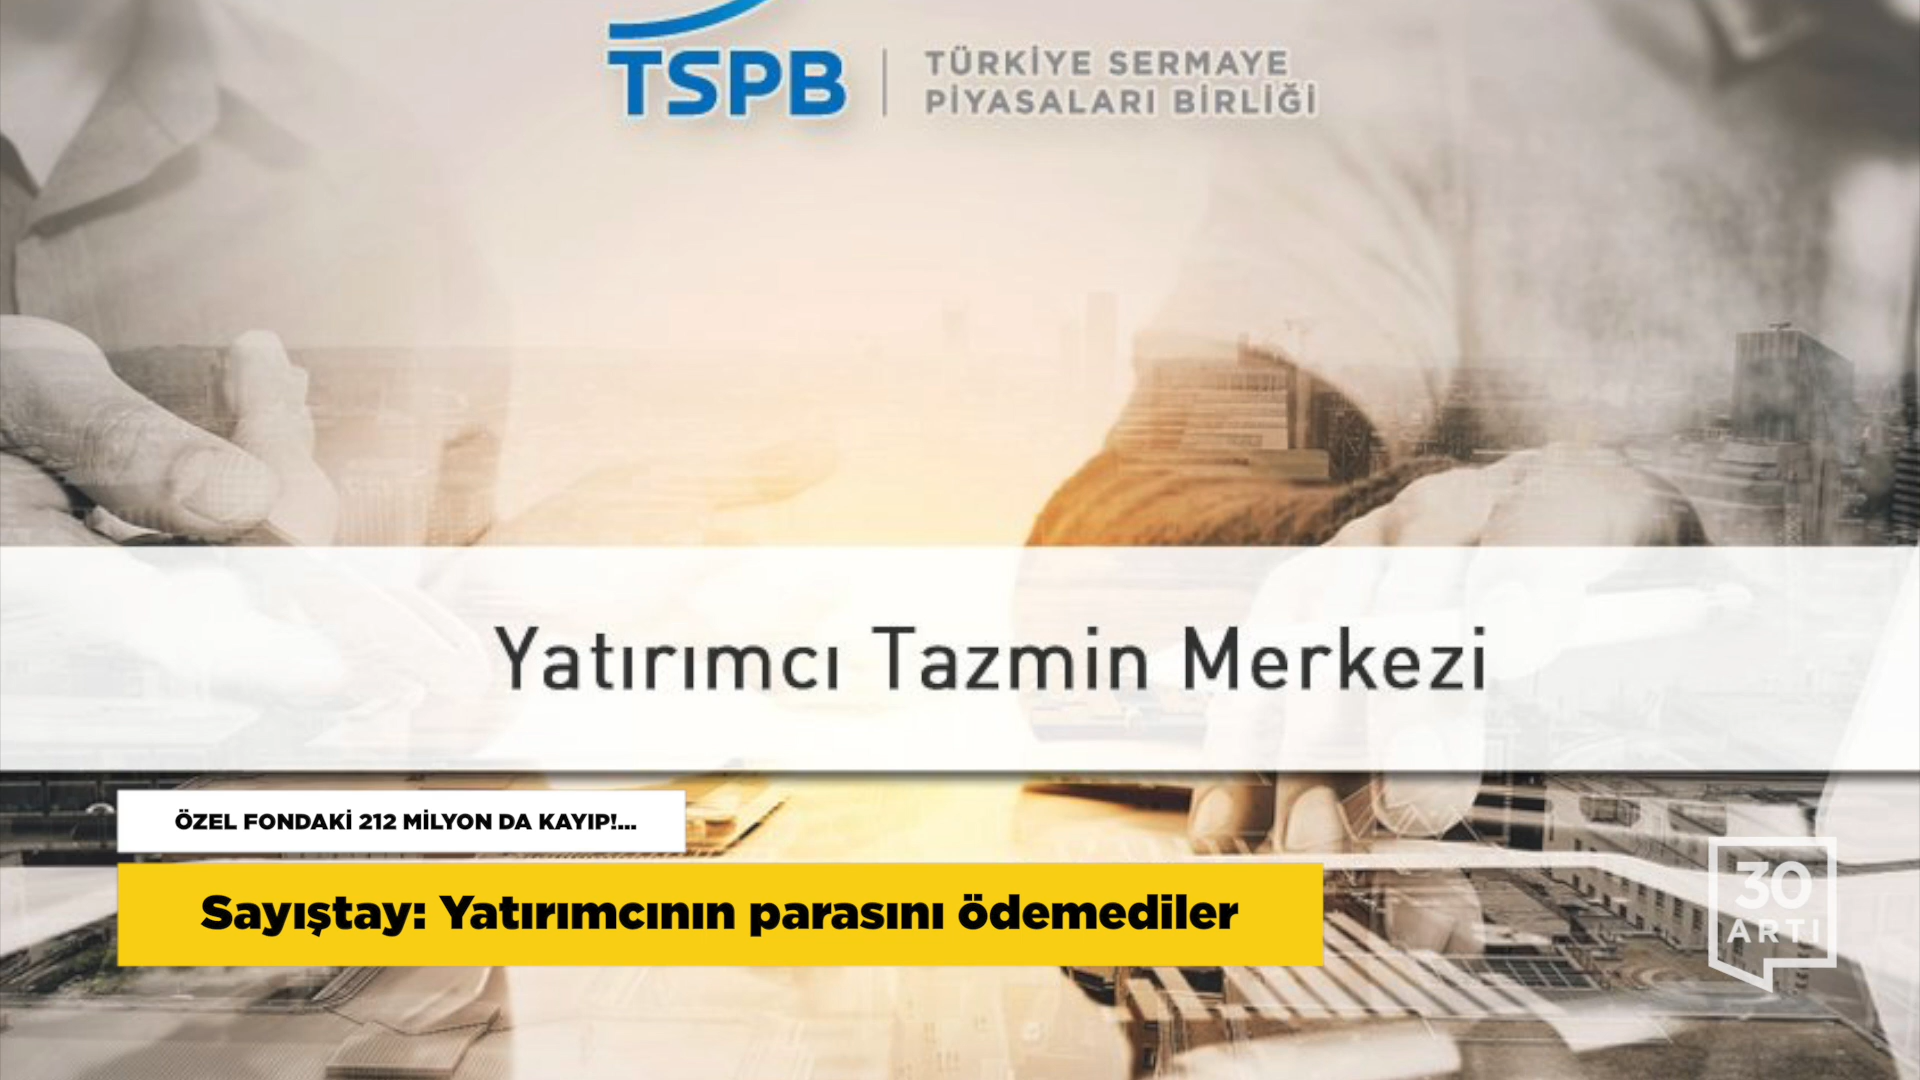 TSPB
TÜRKİYE SERMAYE
PİYASALARI BİRLİĞİ
Yatırımcı Tazmin Merkezi
ÖZEL FONDAKİ 212 MİLYON DA KAYIP!...
Sayıştay: Yatırımcının parasını ödemediler
30
ARTI